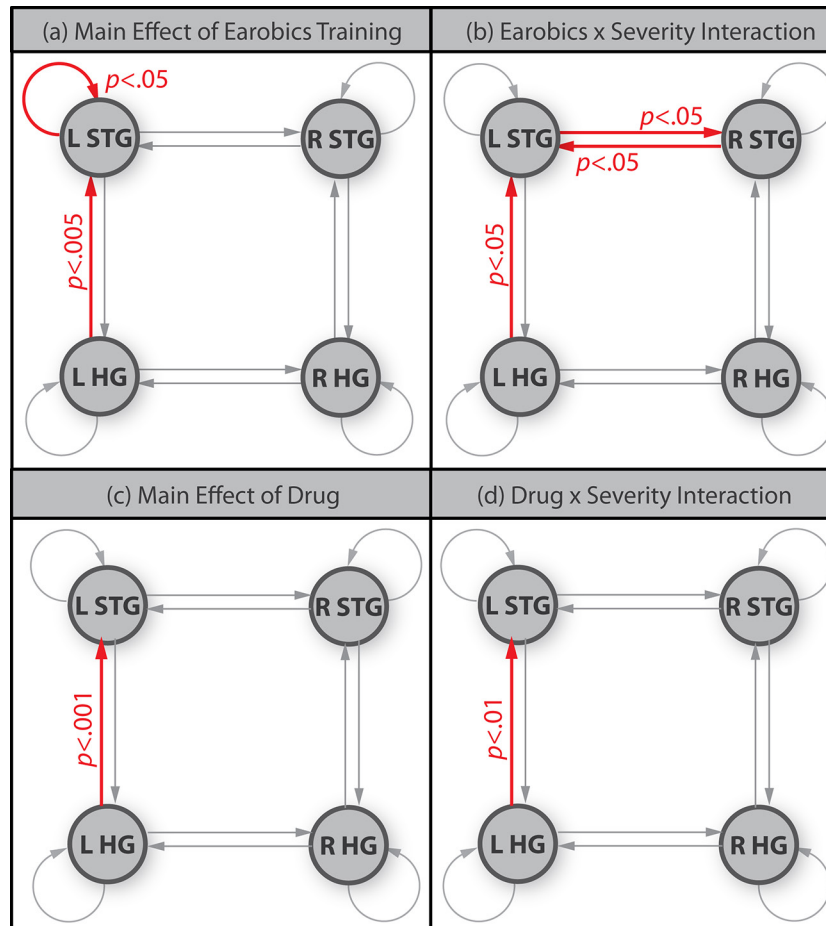 (a) Main Effect of Earobics Training
(b) Earobics x Severity Interaction
p<.05
L STG
R STG
p<.005
L HG
R HG
p<.05
p<.05
L STG
R STG
p<.05
L HG
R HG
(c) Main Effect of Drug
(d) Drug x Severity Interaction
L STG
R STG
p<.001
L HG
R HG
L STG
R STG
p<.01
L HG
R HG